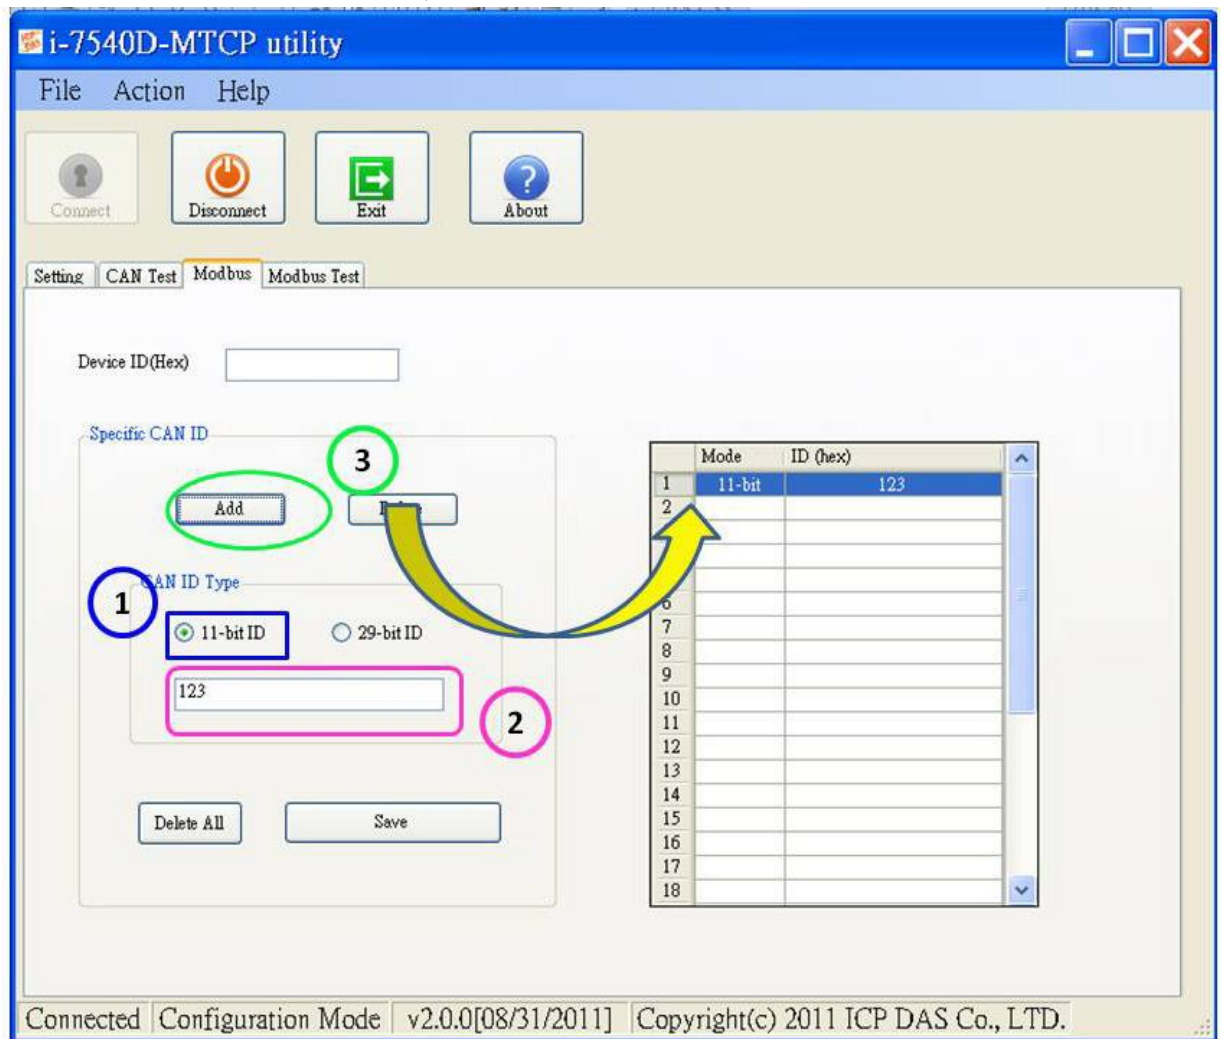 i-7540D-MTCP utility
File Action Help
Connect Disconnect Exit About
Setting CAN Test Modbus Modbus Test
Device ID(Hex)
Specific CAN ID
3
Mode ID (hex)
1 11-bit 123
Add
2
CAN ID Type
1
6
11-bit ID 29-bit ID
7
8
9
123
10
2
11
12
13
14
Delete All Save
15
16
17
18
Connected Configuration Mode v2.0.0[08/31/2011] Copyright(c) 2011 ICP DAS Co., LTD.